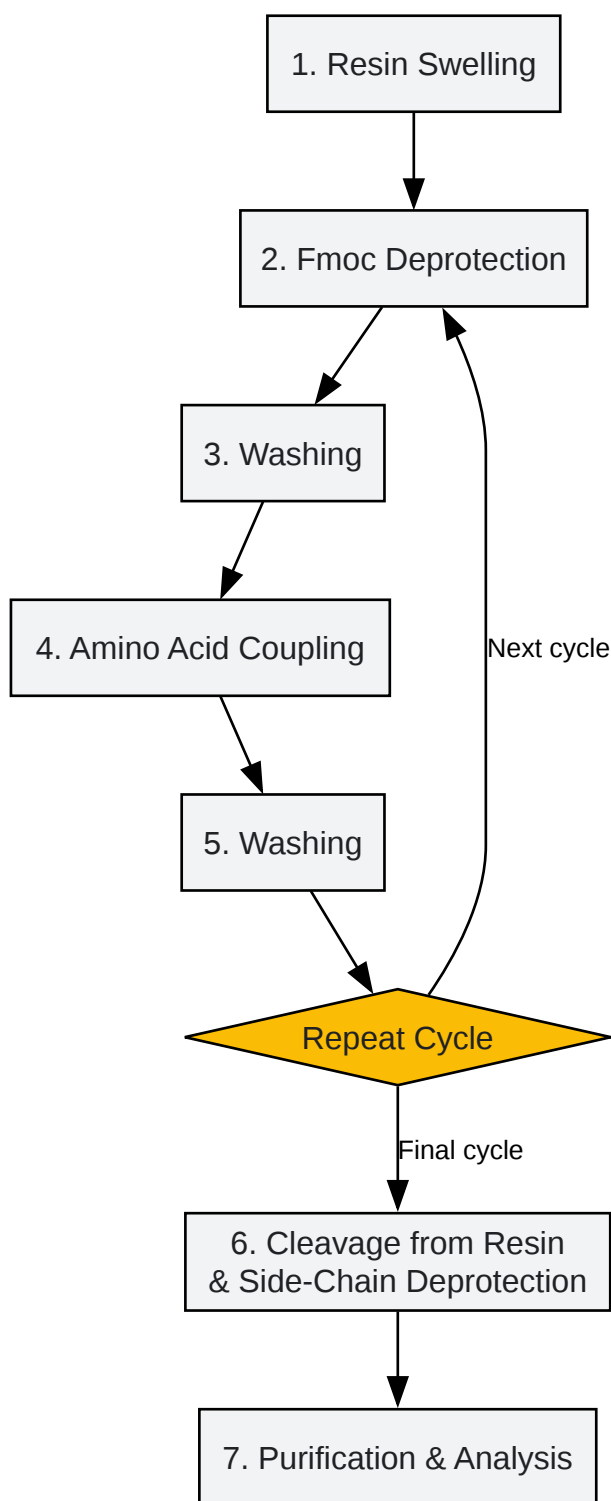 1. Resin Swelling
2. Fmoc Deprotection
3. Washing
4. Amino Acid Coupling
Next cycle
5. Washing
Repeat Cycle
Final cycle
6. Cleavage from Resin
& Side-Chain Deprotection
7. Purification & Analysis